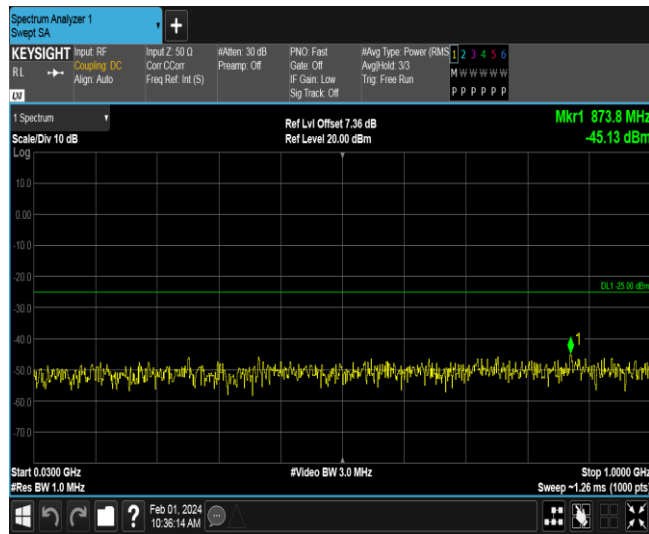 Spectrum Analyzer 1
Swept SA
+
KEYSIGHT
RL
LXI
Input: RF
Coupling: DC
Align: Auto
Input Z: 50 Ω
Corr CCorr
Freq Ref: Int (S)
#Atten: 30 dB
Preamp: Off
PNO: Fast
Gate: Off
IF Gain: Low
Sig Track: Off
#Avg Type: Power (RMS
Avg|Hold: 3/3
Trig: Free Run
1 2 3 4 5 6
M W W W W W
P P P P P P
1 Spectrum
Scale/Div 10 dB
Log
Ref Lvl Offset 7.36 dB
Ref Level 20.00 dBm
Mkr1 873.8 MHz
-45.13 dBm
10.0
0.00
-10.0
-20.0
DL1 -25.00 dBm
-30.0
-40.0
1
-50.0
-60.0
-70.0
Start 0.0300 GHz
#Res BW 1.0 MHz
#Video BW 3.0 MHz
Stop 1.0000 GHz
Sweep ~1.26 ms (1000 pts)
?
Feb 01, 2024
10:36:14 AM